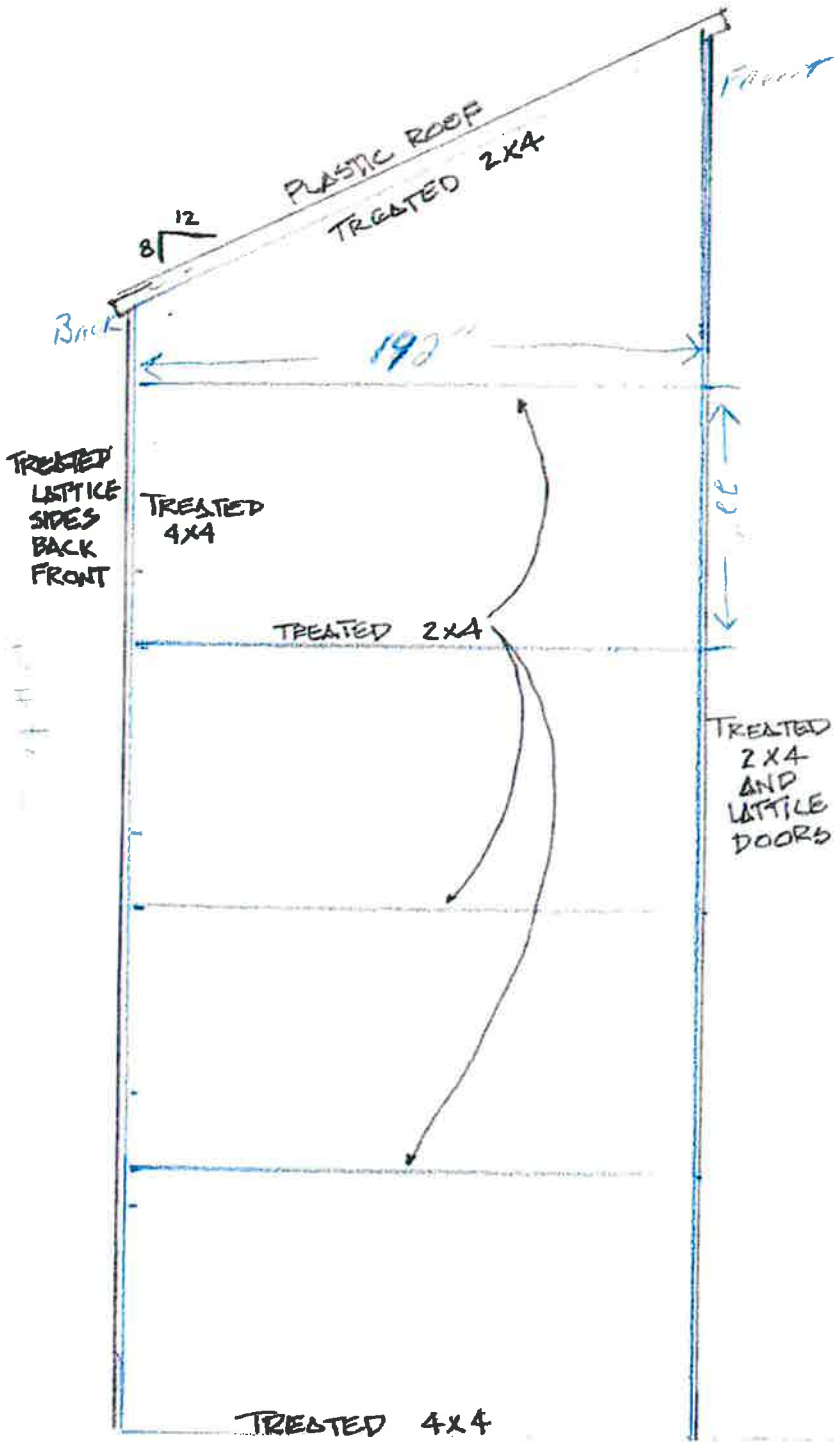 FRONT
PLASTIC ROOF
TREATED 2X4
12
8
BACK
192"
TREATED
LATTICE
SIDES
BACK
FRONT
TREATED
4X4
TREATED 2X4
TREATED
2X4
AND
LATTICE
DOORS
TREATED 4X4